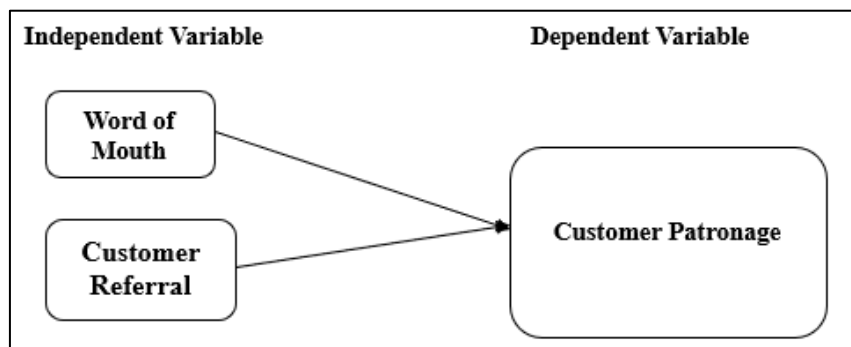 Independent Variable
Dependent Variable
Word of
Mouth
Customer
Referral
Customer Patronage